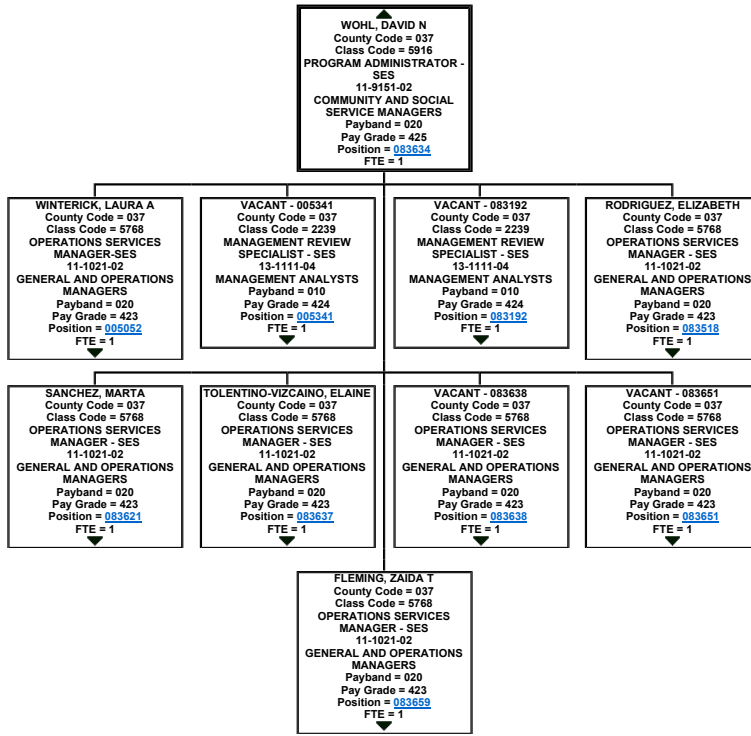 WOHL, DAVID N
County Code = 037
Class Code = 5916
PROGRAM ADMINISTRATOR -
SES
11-9151-02
COMMUNITY AND SOCIAL
SERVICE MANAGERS
Payband = 020
Pay Grade = 425
Position = 083634
FTE = 1
WINTERICK, LAURA A
County Code = 037
Class Code = 5768
OPERATIONS SERVICES
MANAGER-SES
11-1021-02
GENERAL AND OPERATIONS
MANAGERS
Payband = 020
Pay Grade = 423
Position = 005052
FTE = 1
VACANT - 005341
County Code = 037
Class Code = 2239
MANAGEMENT REVIEW
SPECIALIST - SES
13-1111-04
MANAGEMENT ANALYSTS
Payband = 010
Pay Grade = 424
Position = 005341
FTE = 1
VACANT - 083192
County Code = 037
Class Code = 2239
MANAGEMENT REVIEW
SPECIALIST - SES
13-1111-04
MANAGEMENT ANALYSTS
Payband = 010
Pay Grade = 424
Position = 083192
FTE = 1
RODRIGUEZ, ELIZABETH
County Code = 037
Class Code = 5768
OPERATIONS SERVICES
MANAGER - SES
11-1021-02
GENERAL AND OPERATIONS
MANAGERS
Payband = 020
Pay Grade = 423
Position = 083518
FTE = 1
SANCHEZ, MARTA
County Code = 037
Class Code = 5768
OPERATIONS SERVICES
MANAGER - SES
11-1021-02
GENERAL AND OPERATIONS
MANAGERS
Payband = 020
Pay Grade = 423
Position = 083621
FTE = 1
TOLENTINO-VIZCAINO, ELAINE
County Code = 037
Class Code = 5768
OPERATIONS SERVICES
MANAGER - SES
11-1021-02
GENERAL AND OPERATIONS
MANAGERS
Payband = 020
Pay Grade = 423
Position = 083637
FTE = 1
VACANT - 083638
County Code = 037
Class Code = 5768
OPERATIONS SERVICES
MANAGER - SES
11-1021-02
GENERAL AND OPERATIONS
MANAGERS
Payband = 020
Pay Grade = 423
Position = 083638
FTE = 1
VACANT - 083651
County Code = 037
Class Code = 5768
OPERATIONS SERVICES
MANAGER - SES
11-1021-02
GENERAL AND OPERATIONS
MANAGERS
Payband = 020
Pay Grade = 423
Position = 083651
FTE = 1
FLEMING, ZAIDA T
County Code = 037
Class Code = 5768
OPERATIONS SERVICES
MANAGER - SES
11-1021-02
GENERAL AND OPERATIONS
MANAGERS
Payband = 020
Pay Grade = 423
Position = 083659
FTE = 1